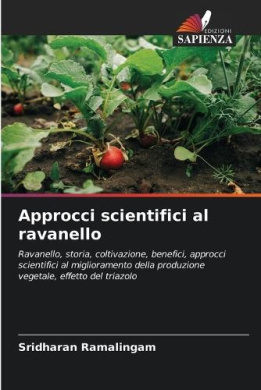 EDIZIONI
SAPIENZA
Approcci scientifici al
ravanello
Ravanello, storia, coltivazione, benefici, approcci
scientifici al miglioramento della produzione
vegetale, effetto del triazolo
Sridharan Ramalingam